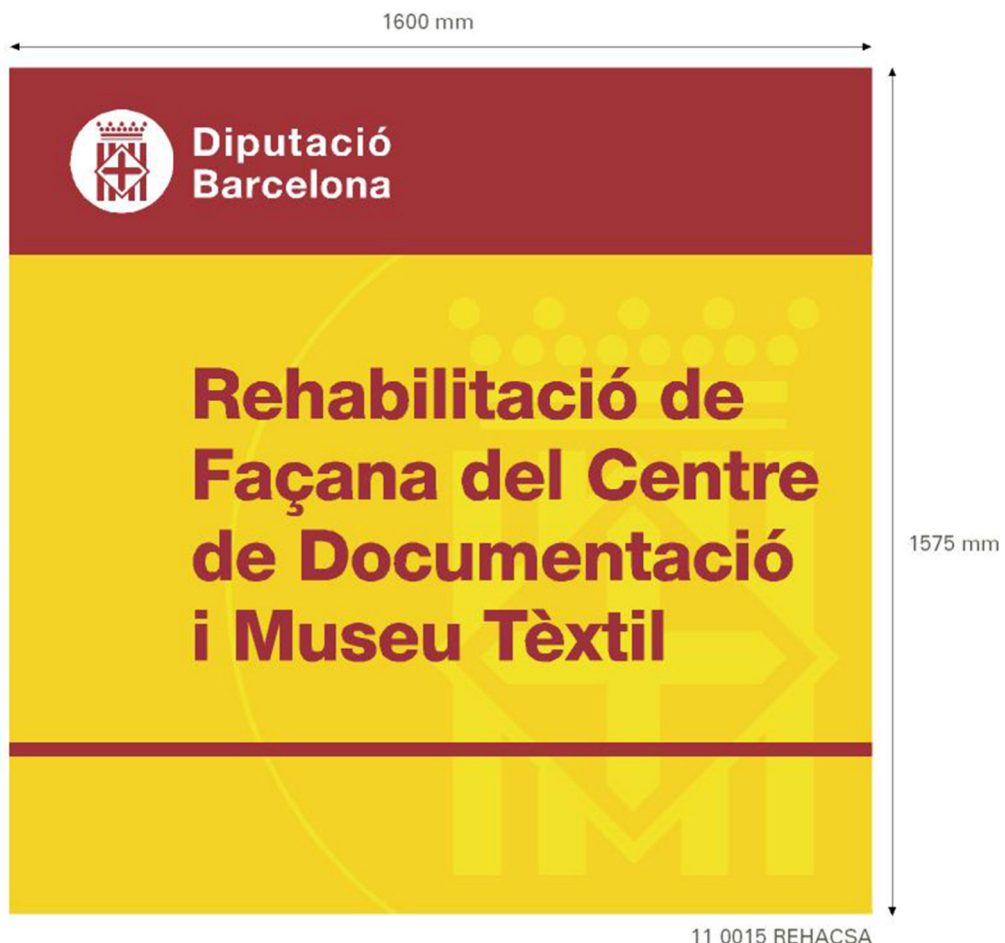 1600 mm
Diputació
Barcelona
Rehabilitació de
Façana del Centre
de Documentació
i Museu Tèxtil
1575 mm
11 0015 REHACSA